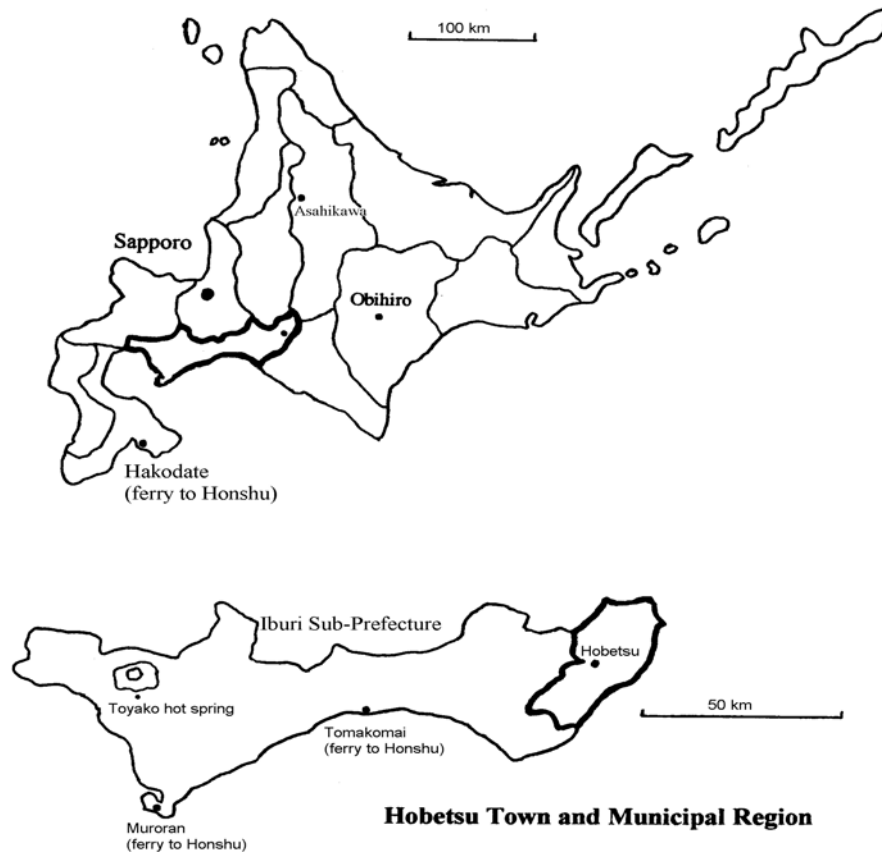 100 km
Asahikawa
Sapporo
Obihiro
Hakodate
(ferry to Honshu)
Iburi Sub-Prefecture
Hobetsu
Toyako hot spring
50 km
Tomakomai
(ferry to Honshu)
Hobetsu Town and Municipal Region
Muroran
(ferry to Honshu)